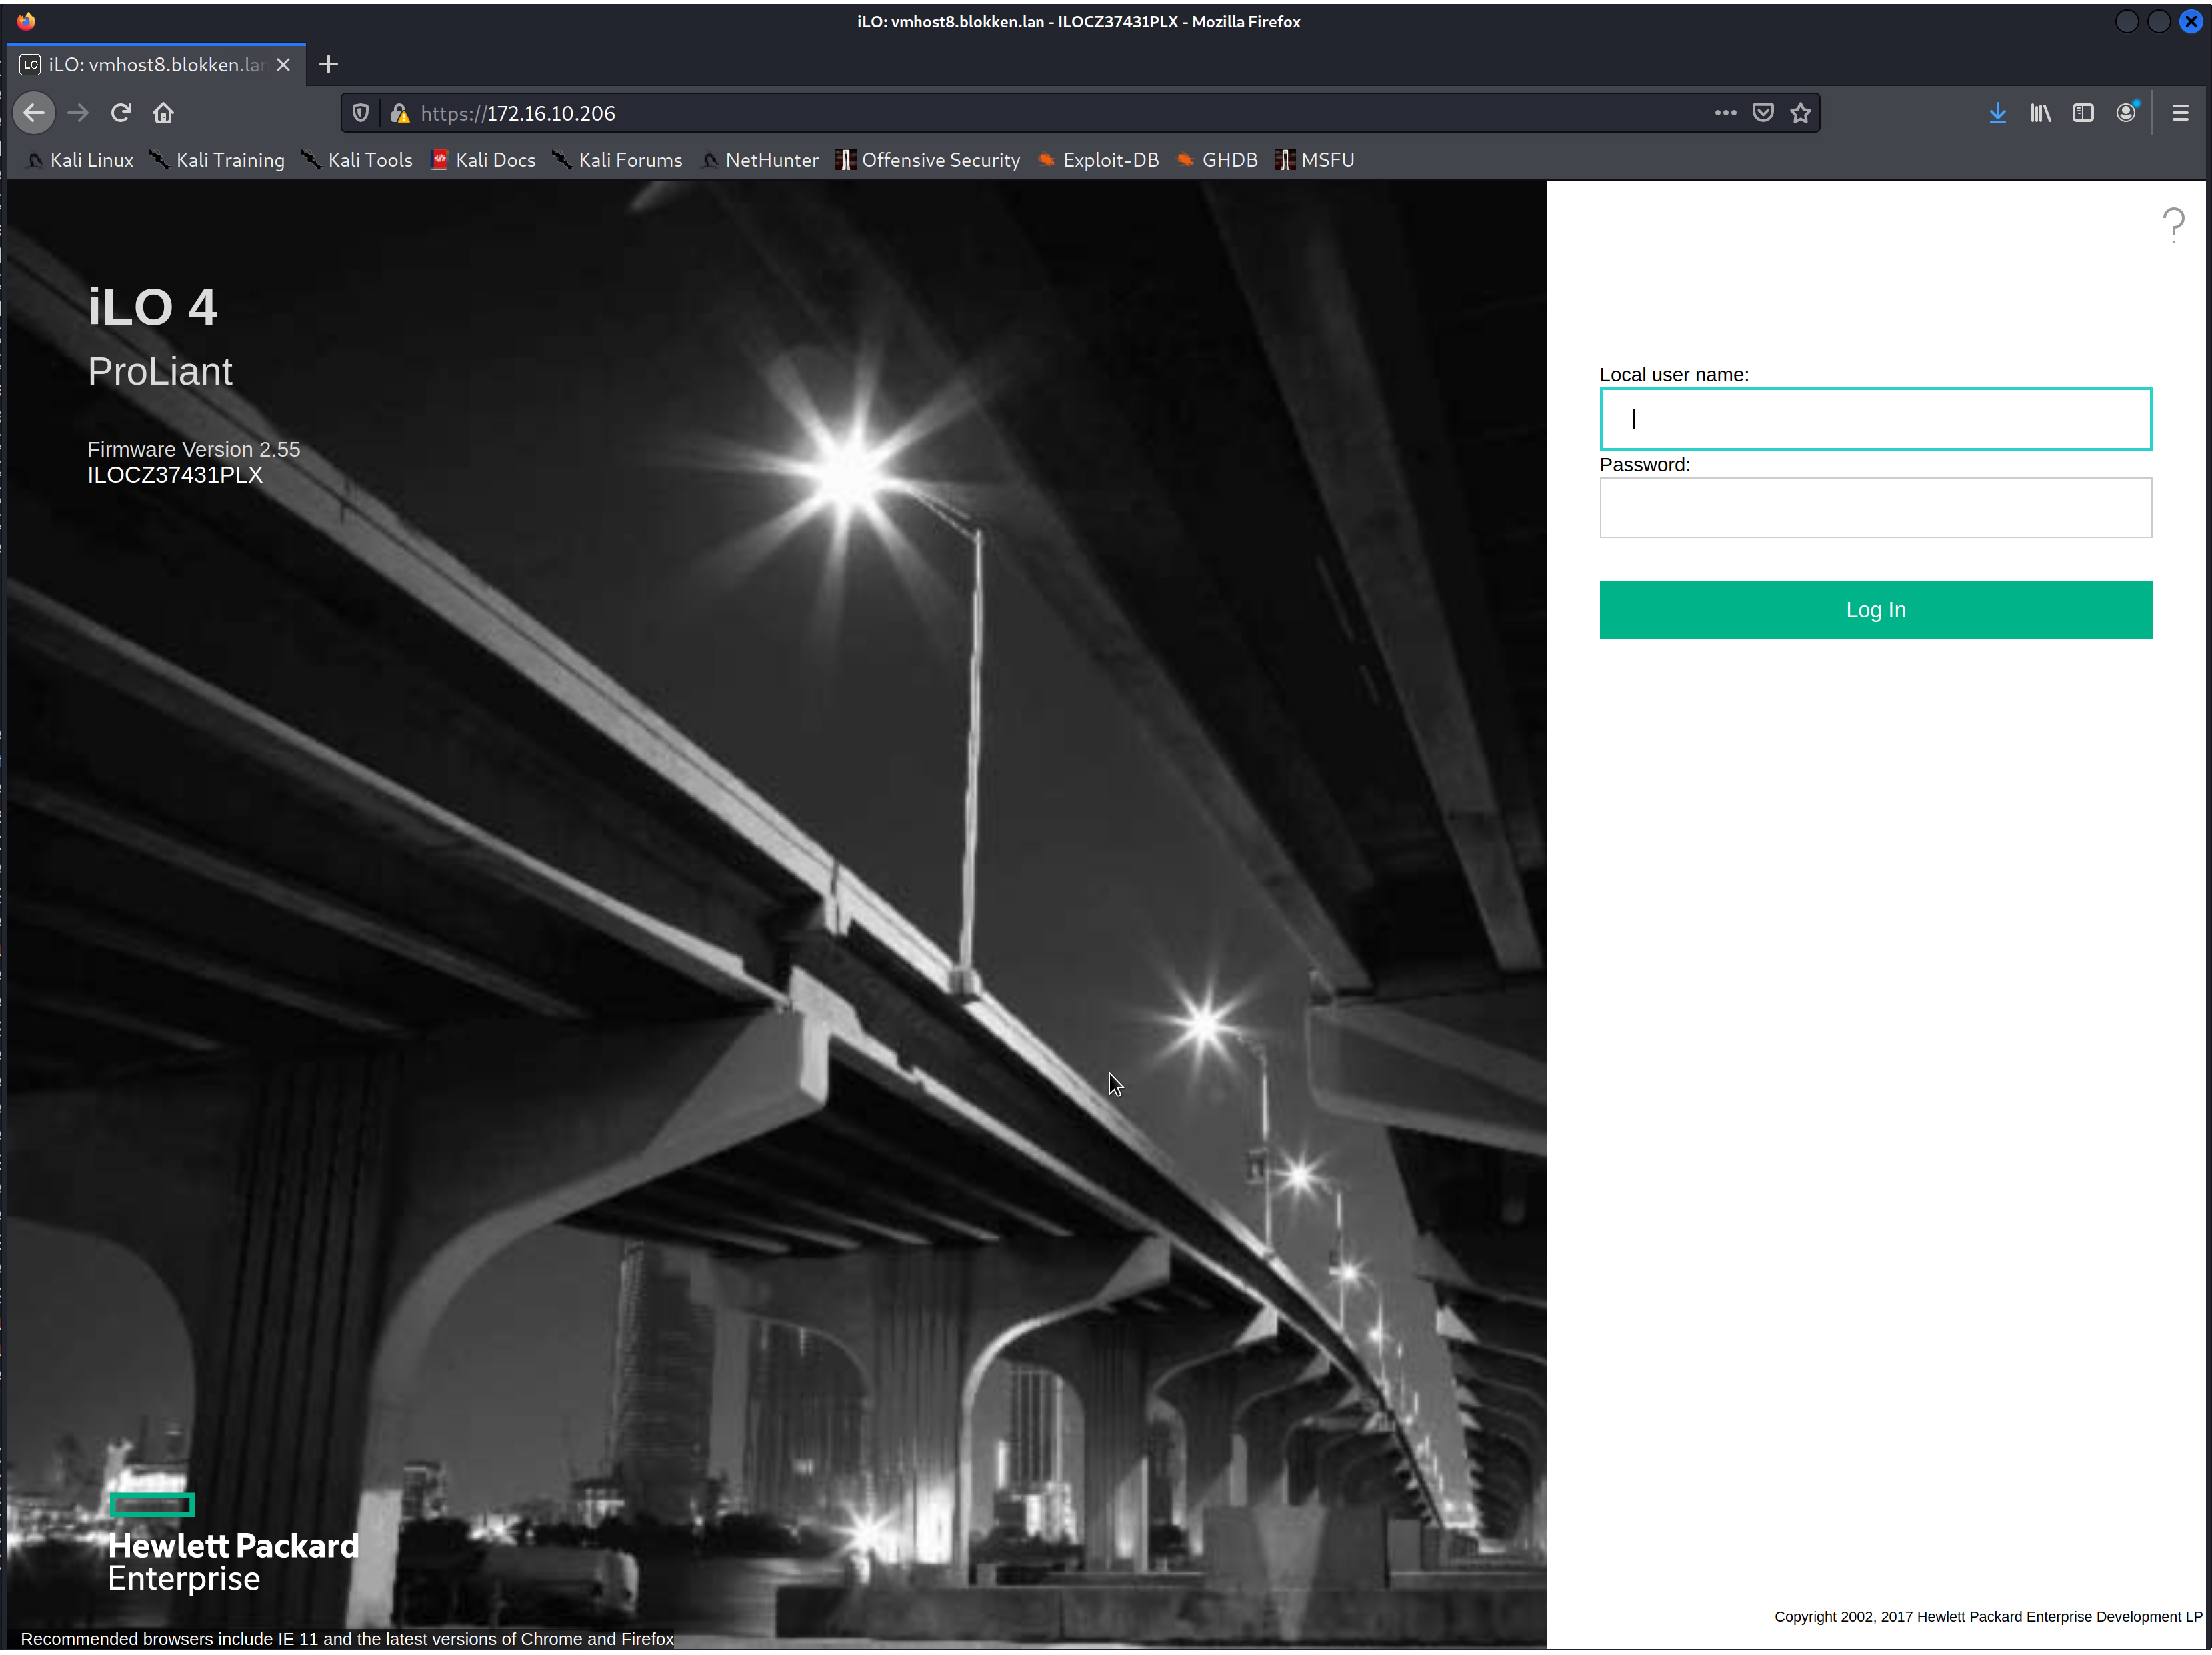 iLO: vmhost8.blokken.lan - ILOCZ37431PLX - Mozilla Firefox
iLO iLO: vmhost8.blokken.lan
https://172.16.10.206
Kali Linux Kali Training Kali Tools Kali Docs Kali Forums NetHunter Offensive Security Exploit-DB GHDB MSFU
?
iLO 4
ProLiant
Firmware Version 2.55
ILOCZ37431PLX
Local user name:
Password:
Log In
Hewlett Packard
Enterprise
Copyright 2002, 2017 Hewlett Packard Enterprise Development LP
Recommended browsers include IE 11 and the latest versions of Chrome and Firefox